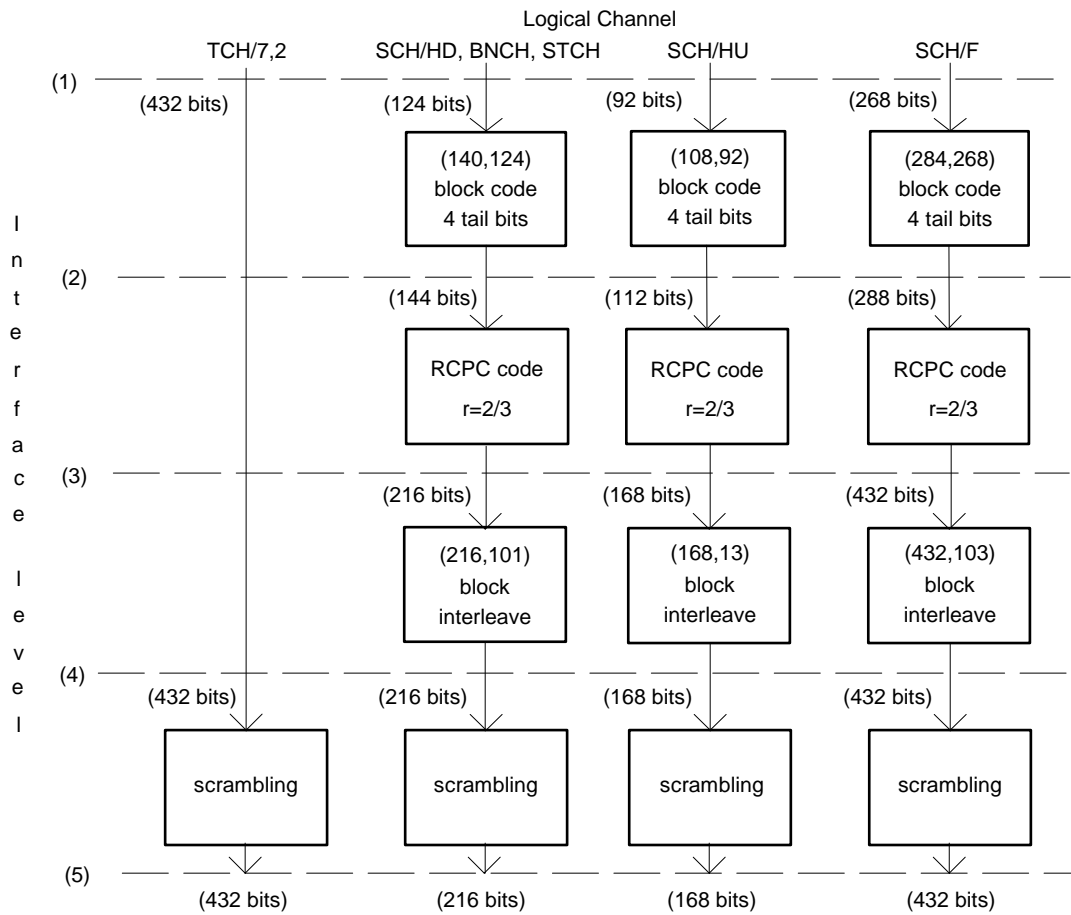 Logical Channel
TCH/7,2 SCH/HD, BNCH, STCH SCH/HU SCH/F
(1)
(432 bits) (124 bits) (92 bits) (268 bits)
(140,124) (108,92) (284,268)
block code block code block code
4 tail bits 4 tail bits 4 tail bits
(2)
(144 bits) (112 bits) (288 bits)
RCPC code RCPC code RCPC code
r=2/3 r=2/3 r=2/3
(3)
(216 bits) (168 bits) (432 bits)
(216,101) (168,13) (432,103)
block block block
interleave interleave interleave
(4)
(432 bits) (216 bits) (168 bits) (432 bits)
scrambling scrambling scrambling scrambling
(5)
(432 bits) (216 bits) (168 bits) (432 bits)
Interface level